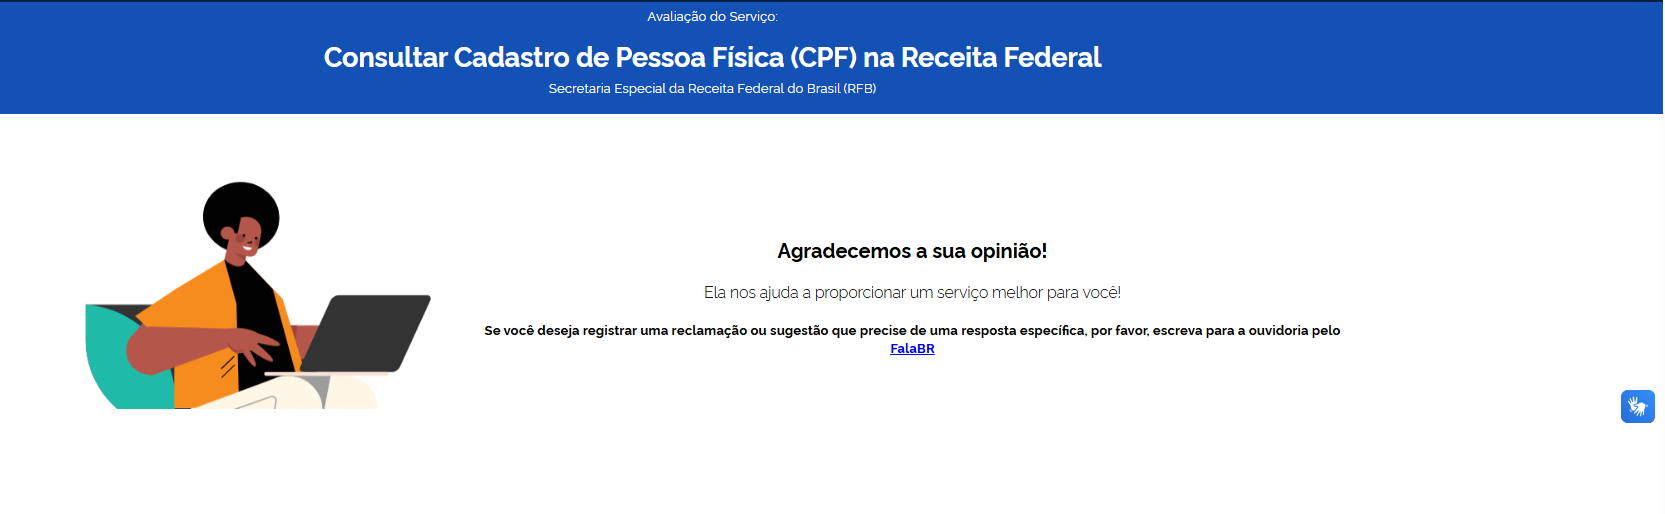 Avaliação do Serviço:
Consultar Cadastro de Pessoa Física (CPF) na Receita Federal
Secretaria Especial da Receita Federal do Brasil (RFB)
Agradecemos a sua opinião!
Ela nos ajuda a proporcionar um serviço melhor para você!
Se você deseja registrar uma reclamação ou sugestão que precise de uma resposta específica, por favor, escreva para a ouvidoria pelo
FalaBR